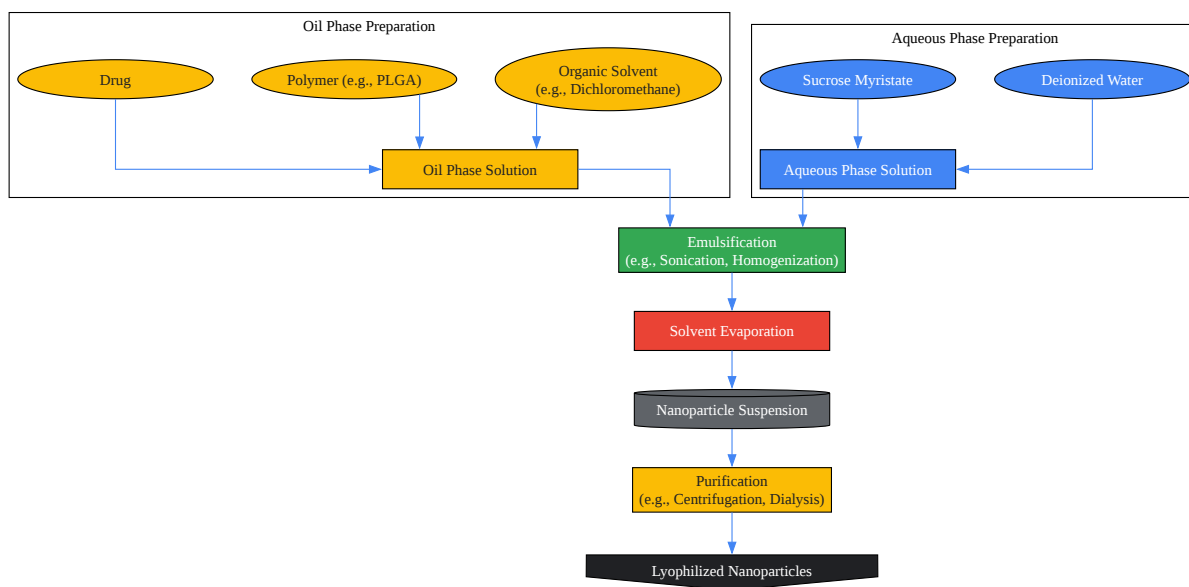 Oil Phase Preparation
Aqueous Phase Preparation
Drug
Polymer (e.g., PLGA)
Organic Solvent
(e.g., Dichloromethane)
Sucrose Myristate
Deionized Water
Oil Phase Solution
Aqueous Phase Solution
Emulsification
(e.g., Sonication, Homogenization)
Solvent Evaporation
Nanoparticle Suspension
Purification
(e.g., Centrifugation, Dialysis)
Lyophilized Nanoparticles